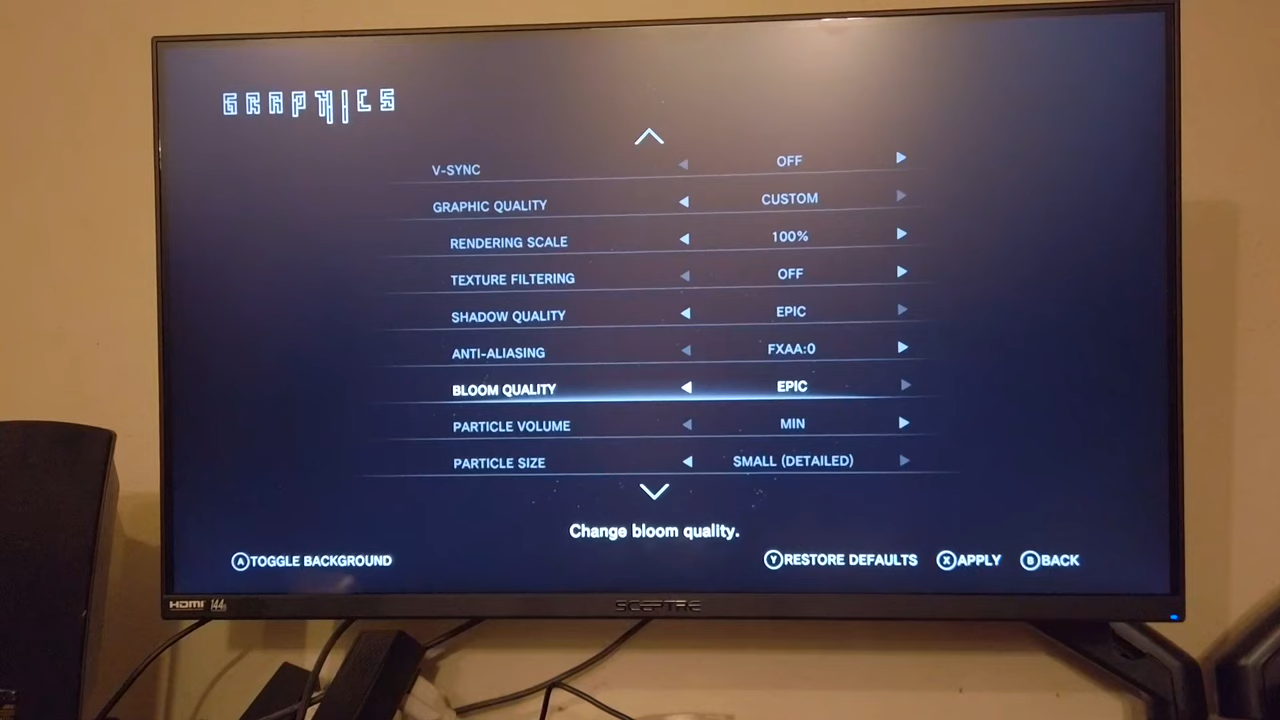 GRAPHICS
V-SYNC OFF
GRAPHIC QUALITY CUSTOM
RENDERING SCALE 100%
TEXTURE FILTERING OFF
SHADOW QUALITY EPIC
ANTI-ALIASING FXAA:0
BLOOM QUALITY EPIC
PARTICLE VOLUME MIN
PARTICLE SIZE SMALL (DETAILED)
Change bloom quality.
Ⓐ TOGGLE BACKGROUND Ⓨ RESTORE DEFAULTS Ⓧ APPLY Ⓑ BACK
HDMI 144 SCEPTRE